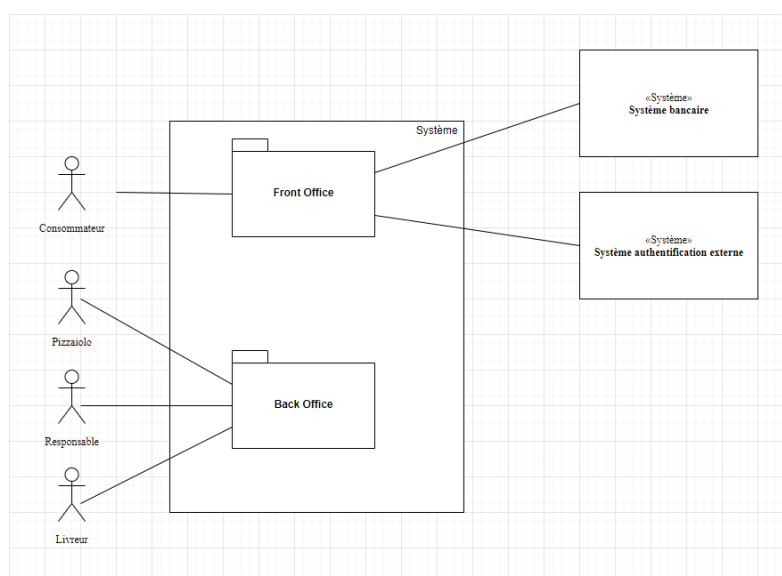 «Système»
Système bancaire
Système
Front Office
Consommateur
«Système»
Système authentification externe
Pizzaiolo
Back Office
Responsable
Livreur